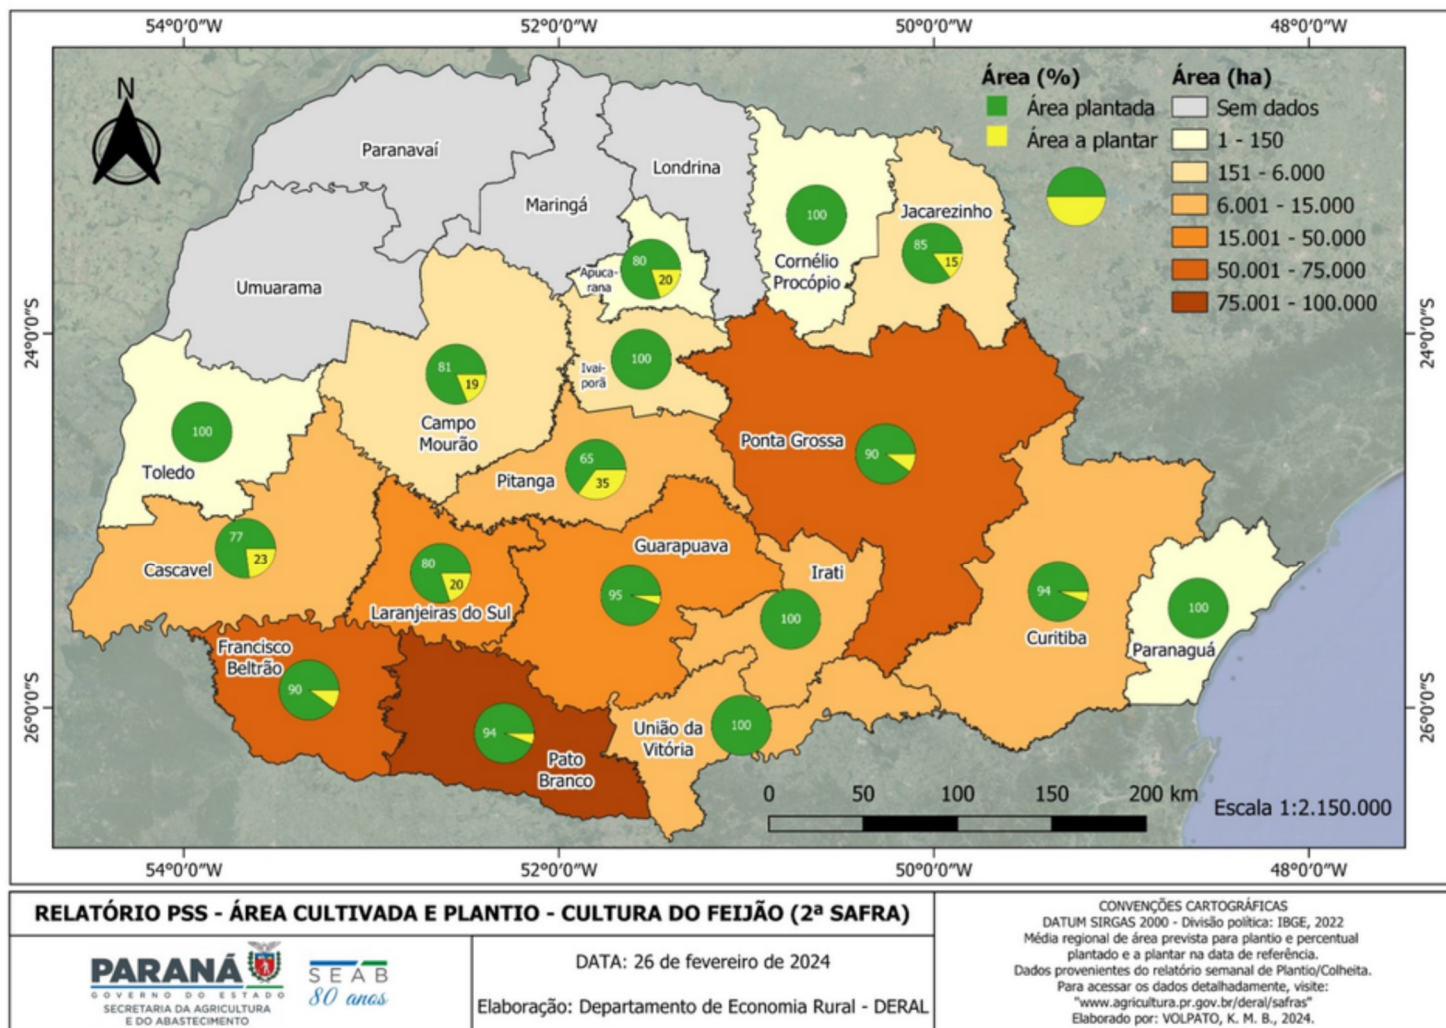 54°0'0"W
52°0'0"W
50°0'0"W
48°0'0"W
N
Área (%)
Área plantada
Área a plantar
Área (ha)
Sem dados
1 - 150
151 - 6.000
6.001 - 15.000
15.001 - 50.000
50.001 - 75.000
75.001 - 100.000
24°0'0"S
26°0'0"S
24°0'0"S
26°0'0"S
Paranavaí
Londrina
Maringá
Umuarama
100
Cornélio
Procópio
Jacarezinho
85
15
80
20
Apuca-
rana
100
Ivai-
porã
81
19
Campo
Mourão
100
Toledo
Ponta Grossa
90
65
35
Pitanga
77
23
Cascavel
80
20
Laranjeiras do Sul
Guarapuava
95
Irati
100
94
Curitiba
100
Paranaguá
Francisco
Beltrão
90
94
Pato
Branco
União da
Vitória
100
0
50
100
150
200 km
Escala 1:2.150.000
54°0'0"W
52°0'0"W
50°0'0"W
48°0'0"W
RELATÓRIO PSS - ÁREA CULTIVADA E PLANTIO - CULTURA DO FEIJÃO (2ª SAFRA)
PARANÁ
GOVERNO DO ESTADO
SECRETARIA DA AGRICULTURA
E DO ABASTECIMENTO
SEAB
80 anos
DATA: 26 de fevereiro de 2024
Elaboração: Departamento de Economia Rural - DERAL
CONVENÇÕES CARTOGRÁFICAS
DATUM SIRGAS 2000 - Divisão política: IBGE, 2022
Média regional de área prevista para plantio e percentual
plantado e a plantar na data de referência.
Dados provenientes do relatório semanal de Plantio/Colheita.
Para acessar os dados detalhadamente, visite:
"www.agricultura.pr.gov.br/deral/safras"
Elaborado por: VOLPATO, K. M. B., 2024.